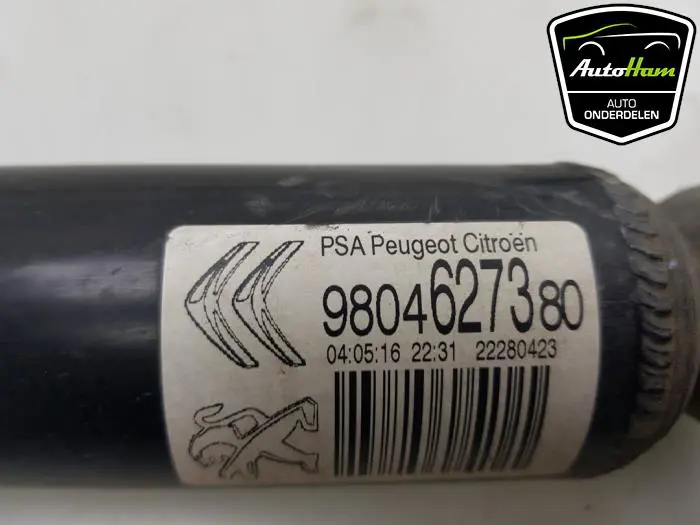 AutoHam
AUTO
ONDERDELEN
PSA Peugeot Citroën
9804627380
04:05:16 22:31 22280423